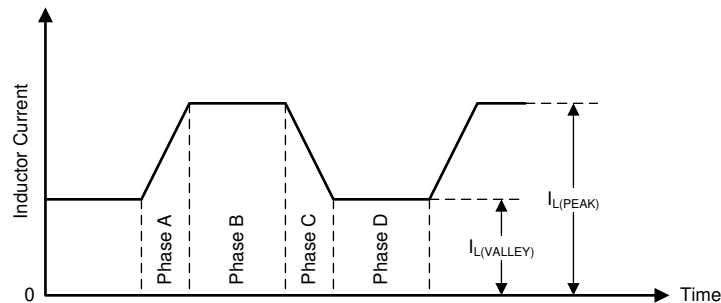 Inductor Current
Phase A
Phase B
Phase C
Phase D
I_L(PEAK)
I_L(VALLEY)
0
Time